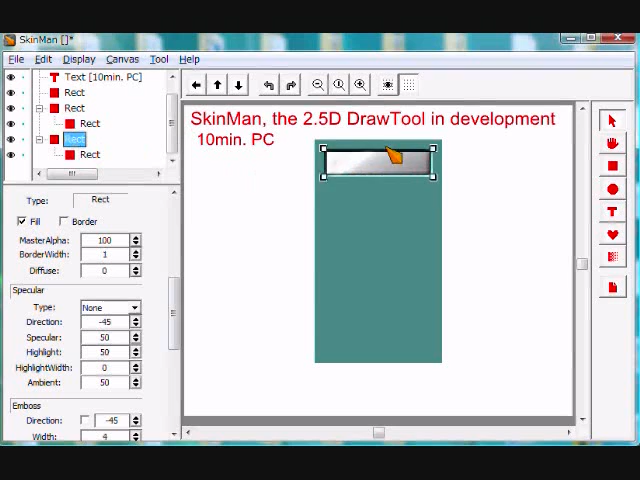 SkinMan []*
File Edit Display Canvas Tool Help
Text [10min. PC]
Rect
Rect
Rect
Rect
Rect
SkinMan, the 2.5D DrawTool in development
10min. PC
Type: Rect
Fill Border
MasterAlpha: 100
BorderWidth: 1
Diffuse: 0
Specular
Type: None
Direction: -45
Specular: 50
Highlight: 50
HighlightWidth: 0
Ambient: 50
Emboss
Direction: -45
Width: 4